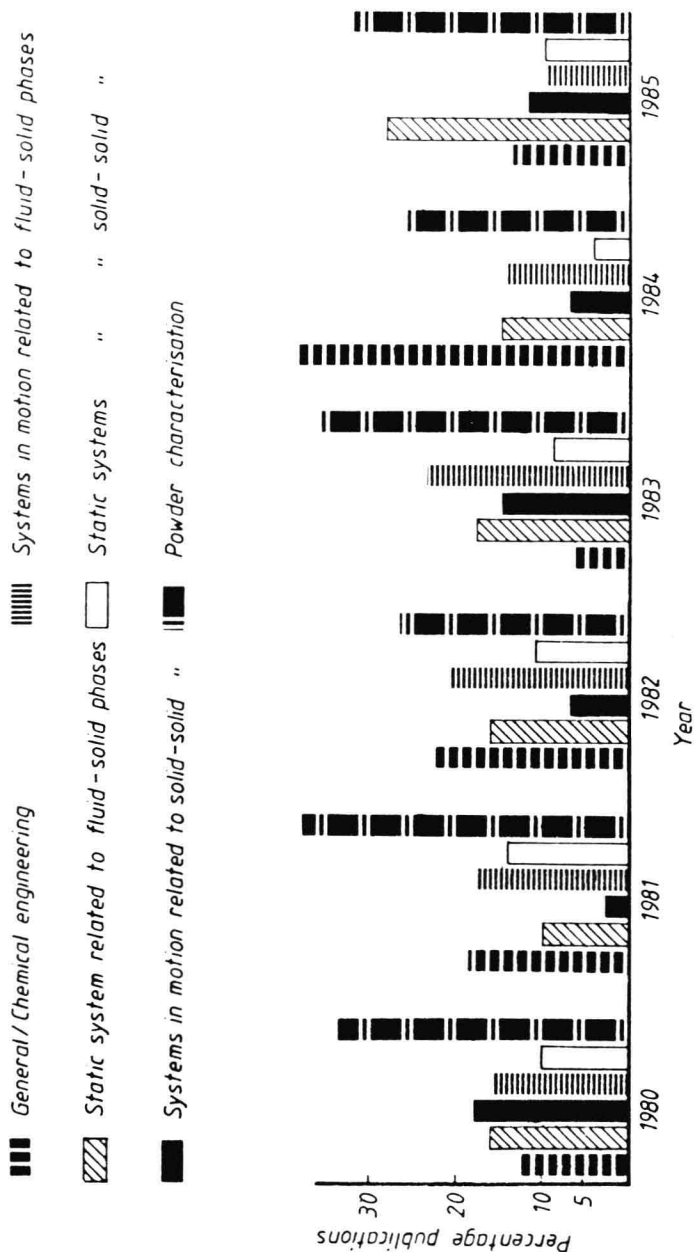 General/Chemical engineering
Systems in motion related to fluid-solid phases
Static system related to fluid-solid phases
Static systems " " solid-solid "
Systems in motion related to solid-solid "
Powder characterisation
Percentage publications
30
20
10
5
1980
1981
1982
1983
1984
1985
Year